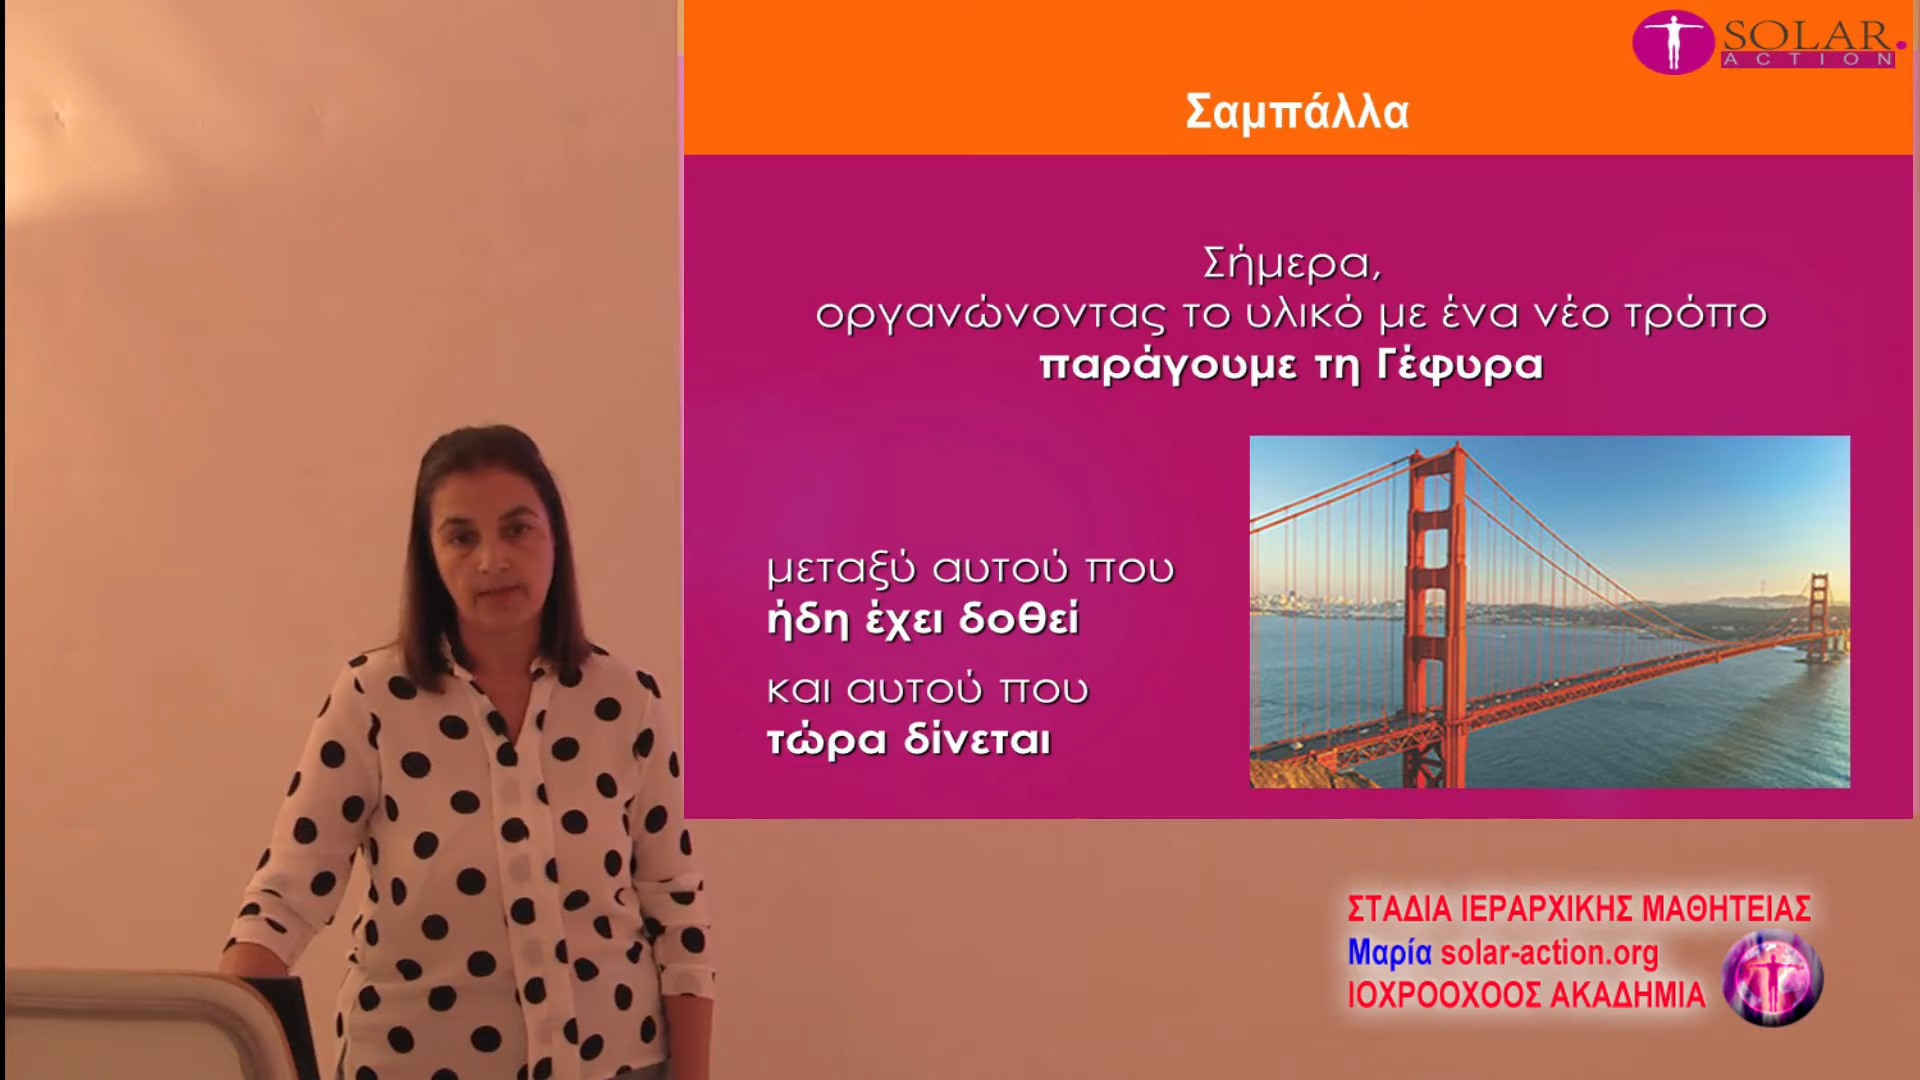 SOLAR.
ACTION
Σαμπάλλα
Σήμερα,
οργανώνοντας το υλικό με ένα νέο τρόπο
παράγουμε τη Γέφυρα
μεταξύ αυτού που
ήδη έχει δοθεί
και αυτού που
τώρα δίνεται
ΣΤΑΔΙΑ ΙΕΡΑΡΧΙΚΗΣ ΜΑΘΗΤΕΙΑΣ
Μαρία solar-action.org
ΙΟΧΡΟΟΧΟΟΣ ΑΚΑΔΗΜΙΑ